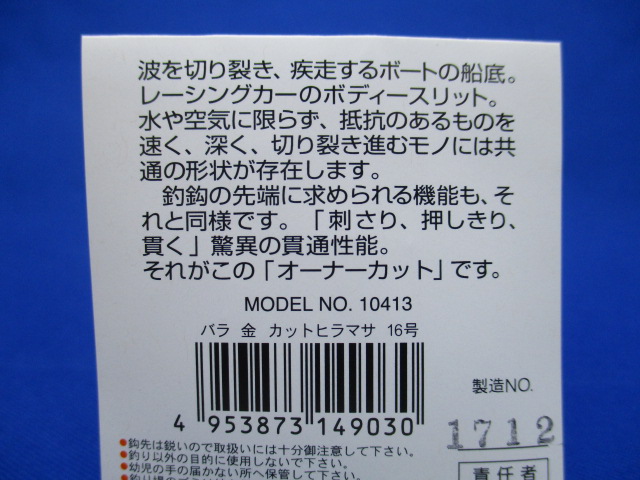 波を切り裂き、疾走するボートの船底。
レーシングカーのボディースリット。
水や空気に限らず、抵抗のあるものを
速く、深く、切り裂き進むモノには共
通の形状が存在します。
釣鈎の先端に求められる機能も、そ
れと同様です。「刺さり、押しきり、
貫く」驚異の貫通性能。
それがこの「オーナーカット」です。
MODEL NO. 10413
バラ 金 カットヒラマサ 16号
4 953873 149030
製造NO.
1712
●鈎先は鋭いので取扱いには十分御注意して下さい。
●釣り以外の目的に使用しないで下さい。
●幼児の手の届かない所へ保管して下さい。
責任者